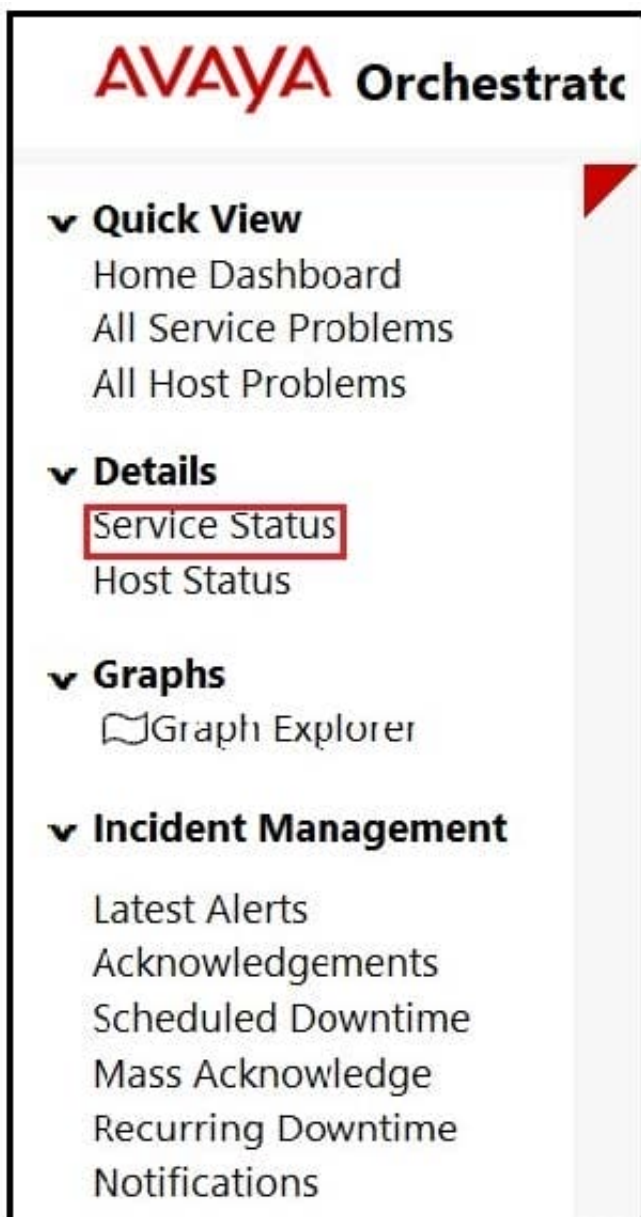 AVAYA Orchestratc
Quick View
Home Dashboard
All Service Problems
All Host Problems
Details
Service Status
Host Status
Graphs
Graph Explorer
Incident Management
Latest Alerts
Acknowledgements
Scheduled Downtime
Mass Acknowledge
Recurring Downtime
Notifications